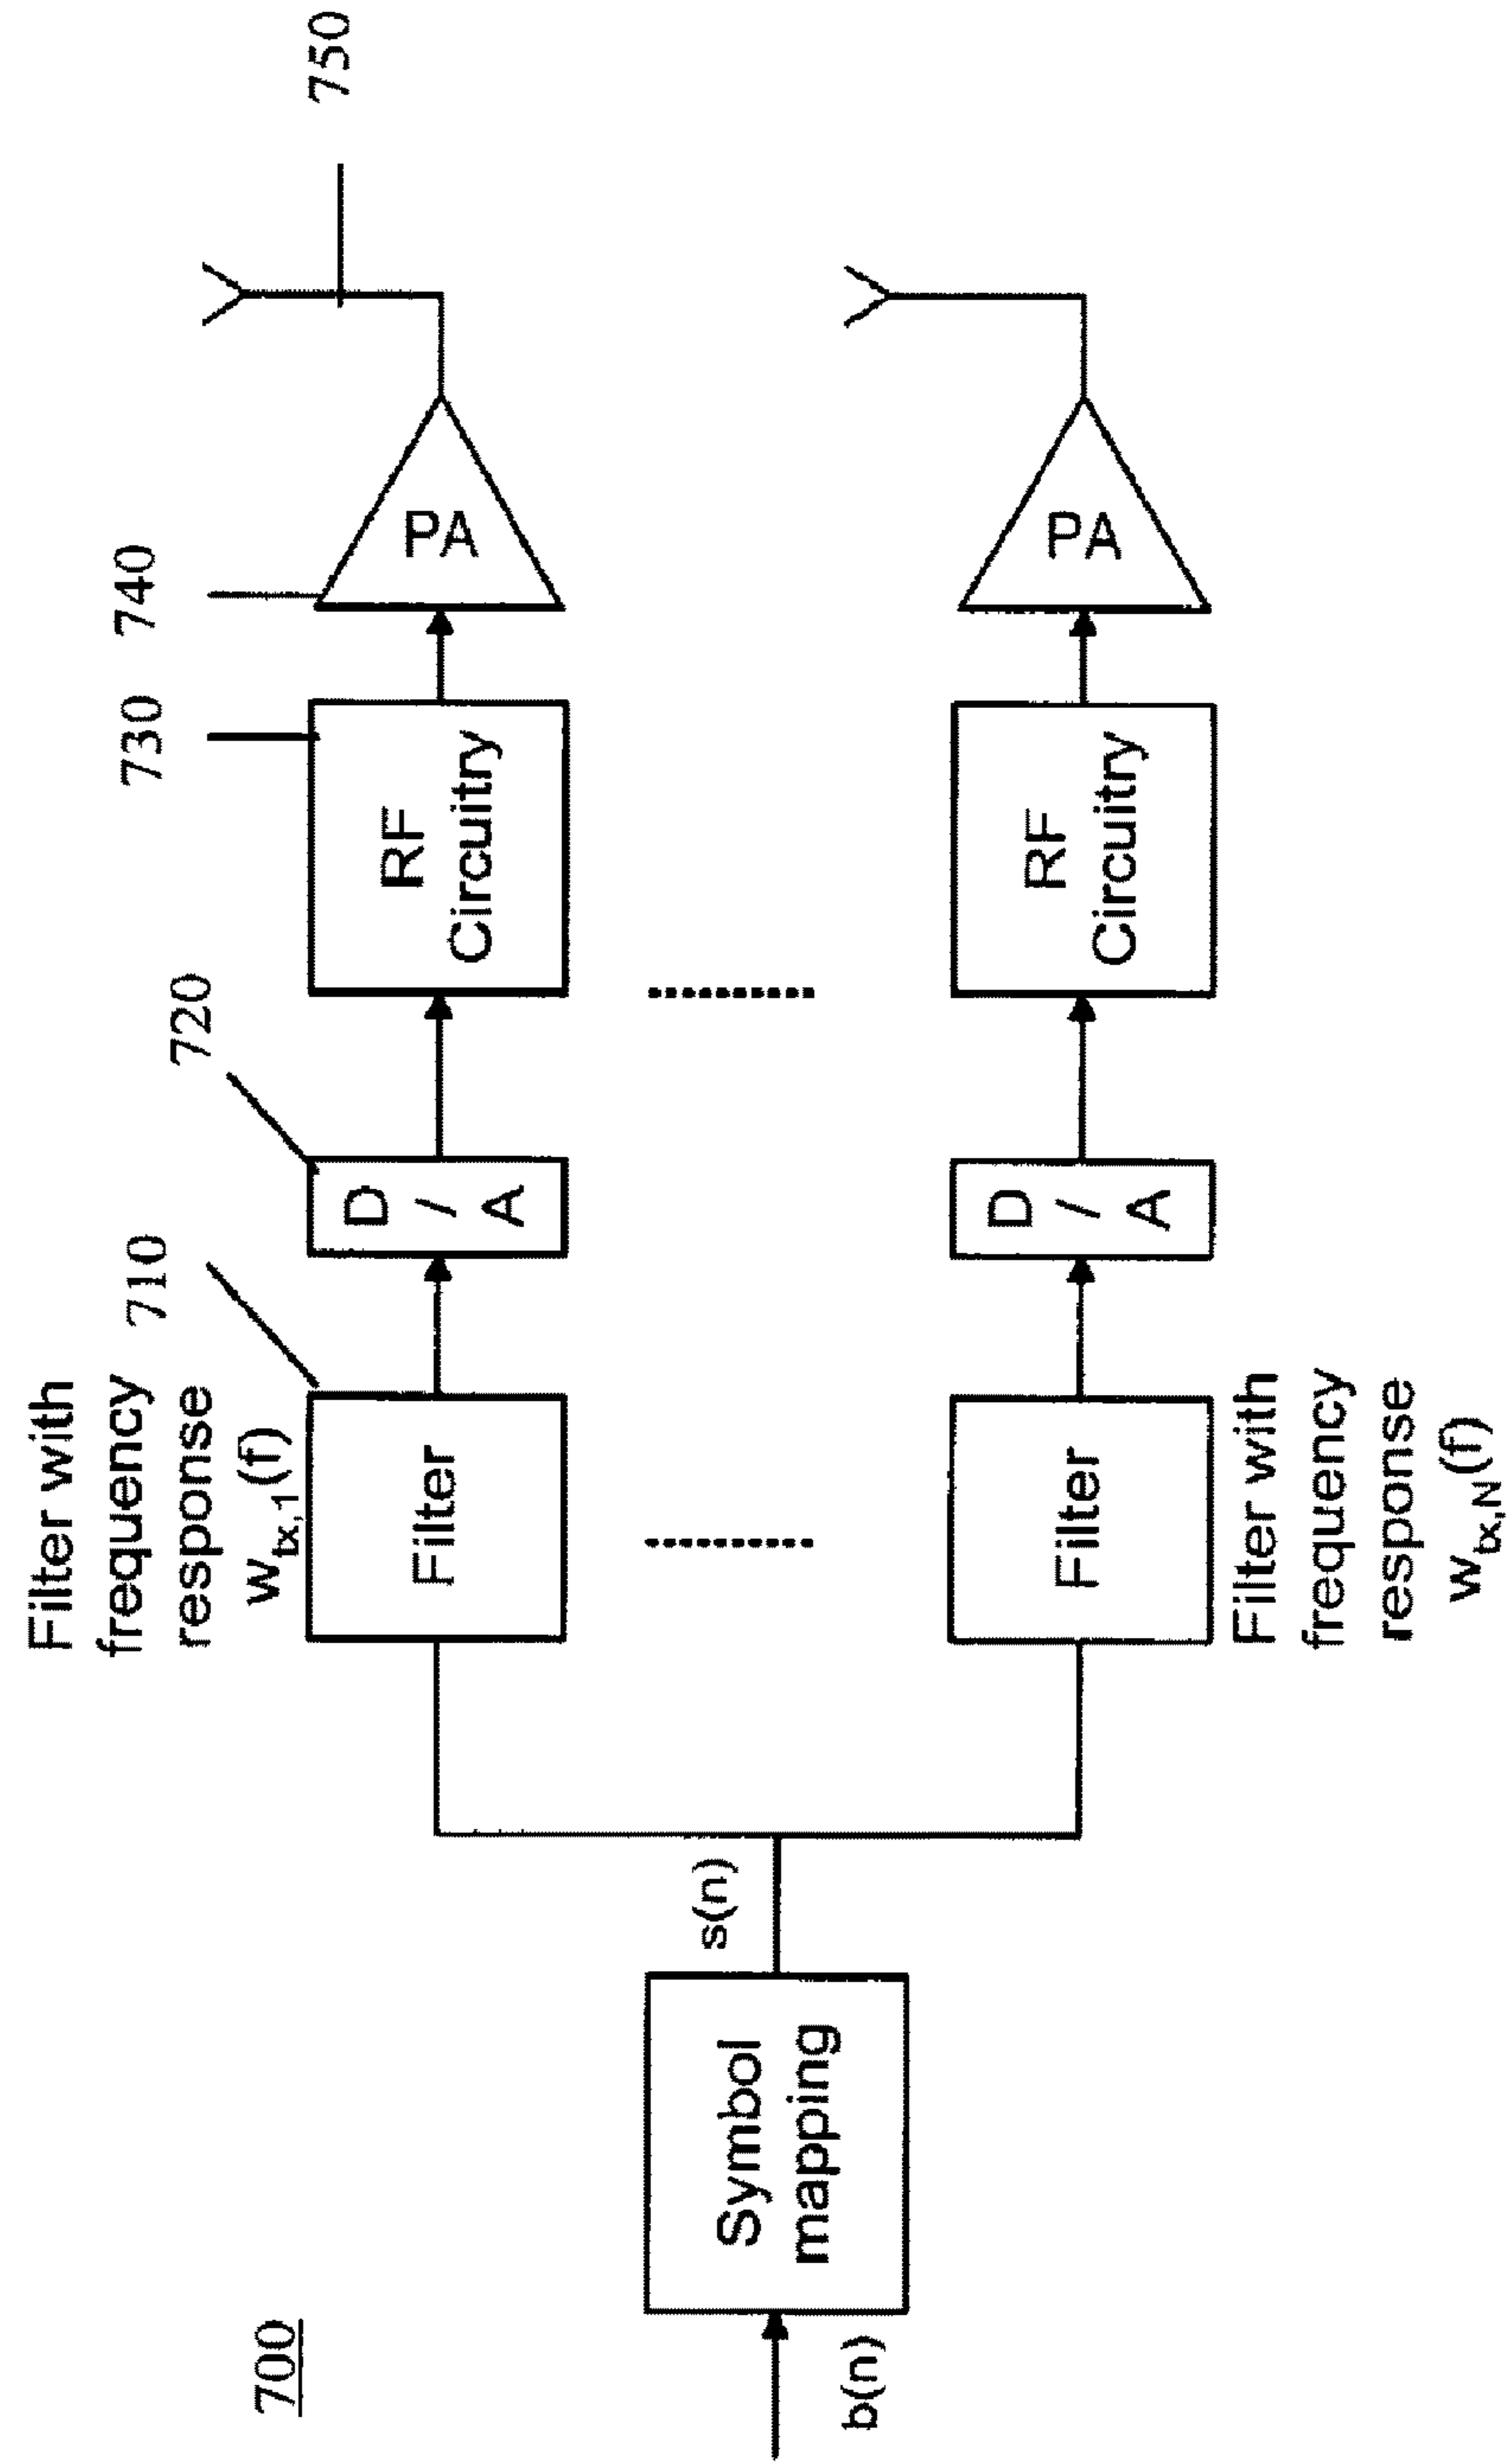 700
b(n)
Symbol
mapping
s(n)
Filter with
frequency
response
w_tx,1(f)
710
Filter
720
D
/
A
730
RF
Circuitry
740
PA
750
Filter
Filter with
frequency
response
w_tx,N(f)
D
/
A
RF
Circuitry
PA